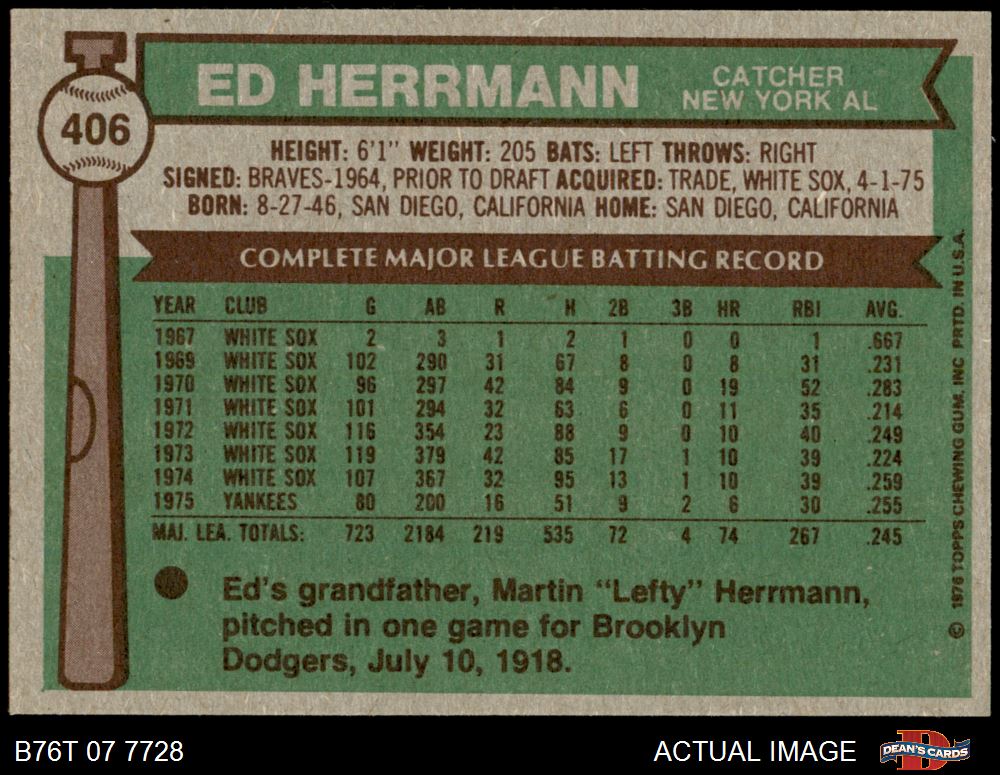 406
ED HERRMANN
CATCHER
NEW YORK AL
HEIGHT: 6'1" WEIGHT: 205 BATS: LEFT THROWS: RIGHT
SIGNED: BRAVES-1964, PRIOR TO DRAFT ACQUIRED: TRADE, WHITE SOX, 4-1-75
BORN: 8-27-46, SAN DIEGO, CALIFORNIA HOME: SAN DIEGO, CALIFORNIA
COMPLETE MAJOR LEAGUE BATTING RECORD
YEAR CLUB G AB R H 2B 3B HR RBI AVG.
1967 WHITE SOX 2 3 1 2 1 0 0 1 .667
1969 WHITE SOX 102 290 31 67 8 0 8 31 .231
1970 WHITE SOX 96 297 42 84 9 0 19 52 .283
1971 WHITE SOX 101 294 32 63 6 0 11 35 .214
1972 WHITE SOX 116 354 23 88 9 0 10 40 .249
1973 WHITE SOX 119 379 42 85 17 1 10 39 .224
1974 WHITE SOX 107 367 32 95 13 1 10 39 .259
1975 YANKEES 80 200 16 51 9 2 6 30 .255
MAJ. LEA. TOTALS: 723 2184 219 535 72 4 74 267 .245
Ed's grandfather, Martin "Lefty" Herrmann,
pitched in one game for Brooklyn
Dodgers, July 10, 1918.
© 1976 TOPPS CHEWING GUM, INC PRTD. IN U.S.A.
B76T 07 7728
ACTUAL IMAGE
DEAN'S CARDS